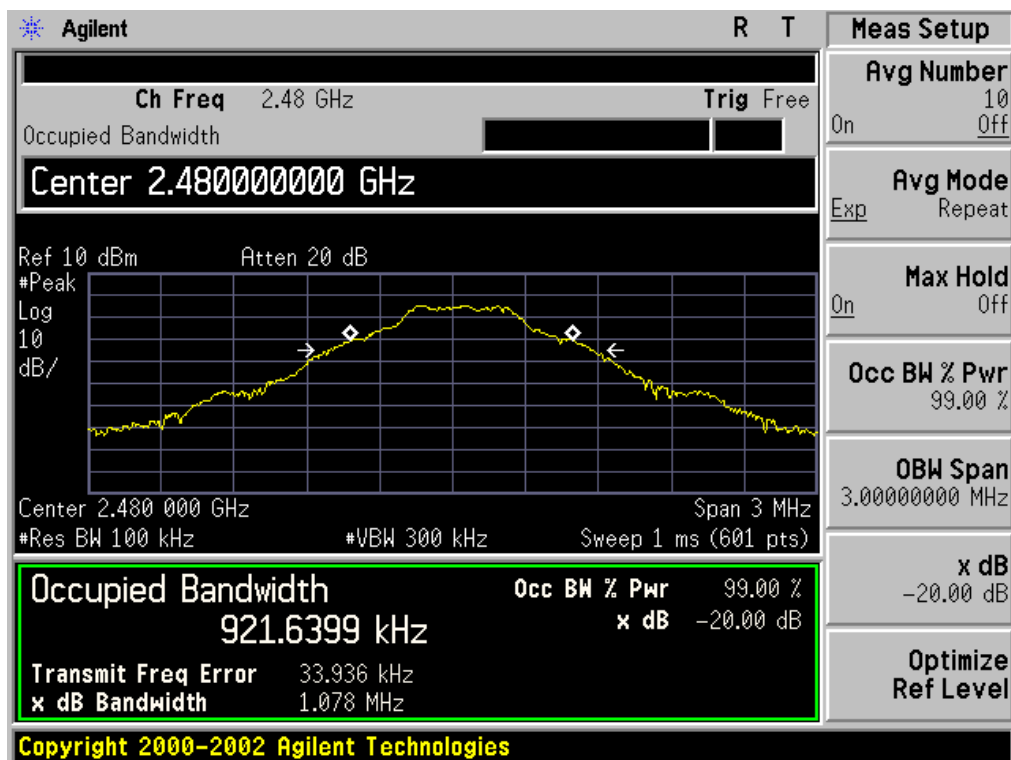 Agilent R T
Ch Freq 2.48 GHz Trig Free
Occupied Bandwidth
Center 2.480000000 GHz
Ref 10 dBm Atten 20 dB
#Peak
Log
10
dB/
Center 2.480 000 GHz Span 3 MHz
#Res BW 100 kHz #VBW 300 kHz Sweep 1 ms (601 pts)
Occupied Bandwidth Occ BW % Pwr 99.00 %
921.6399 kHz x dB -20.00 dB
Transmit Freq Error 33.936 kHz
x dB Bandwidth 1.078 MHz
Copyright 2000-2002 Agilent Technologies
Meas Setup
Avg Number
10
On Off
Avg Mode
Exp Repeat
Max Hold
On Off
Occ BW % Pwr
99.00 %
OBW Span
3.00000000 MHz
x dB
-20.00 dB
Optimize
Ref Level